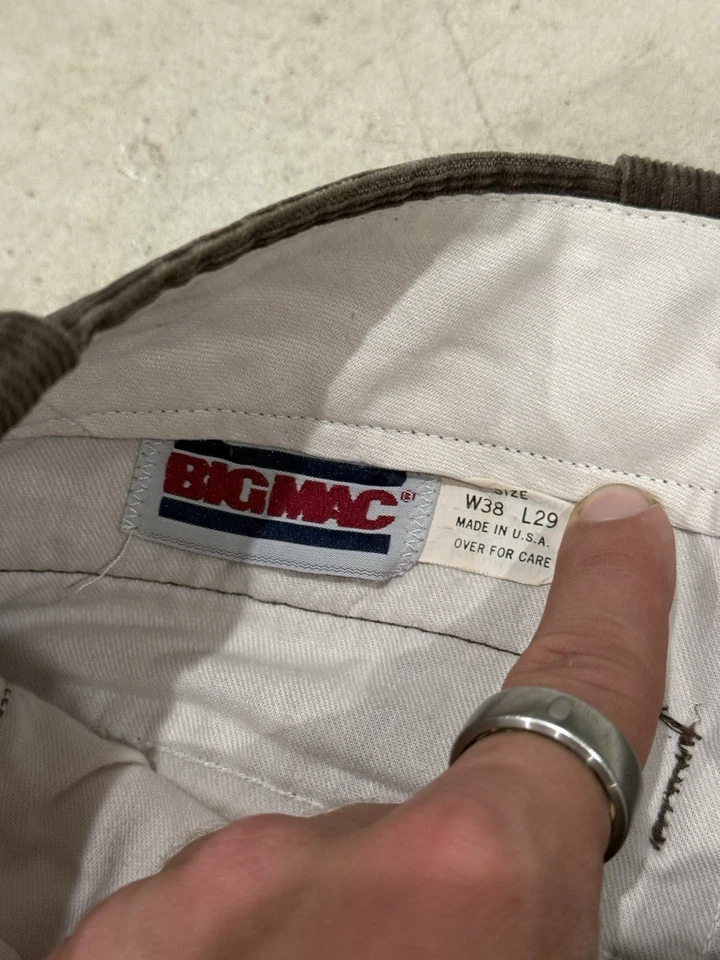 BIG MAC®
SIZE
W38 L29
MADE IN U.S.A.
OVER FOR CARE